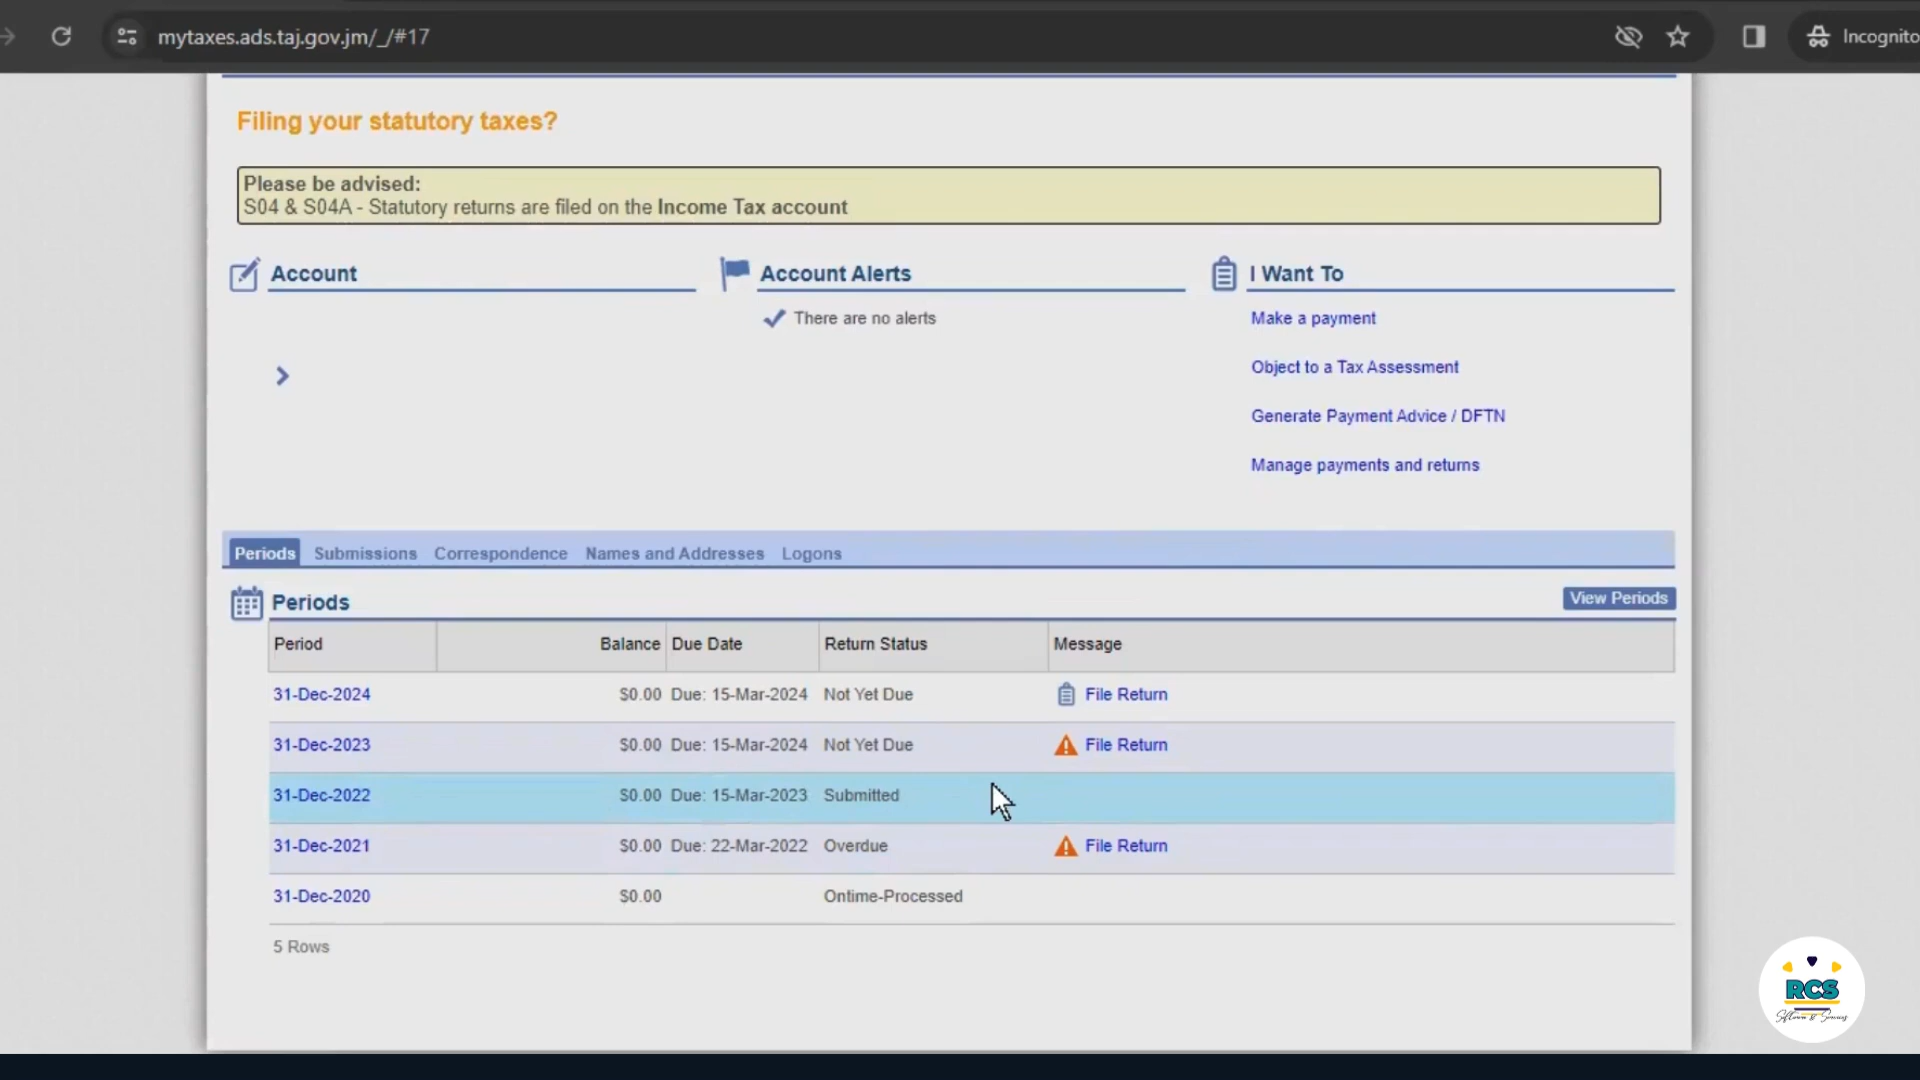 mytaxes.ads.taj.gov.jm/_/#17
Incognito
Filing your statutory taxes?
Please be advised:
S04 & S04A - Statutory returns are filed on the Income Tax account
Account
Account Alerts
There are no alerts
I Want To
Make a payment
Object to a Tax Assessment
Generate Payment Advice / DFTN
Manage payments and returns
Periods Submissions Correspondence Names and Addresses Logons
Periods
View Periods
Period Balance Due Date Return Status Message
31-Dec-2024 $0.00 Due: 15-Mar-2024 Not Yet Due File Return
31-Dec-2023 $0.00 Due: 15-Mar-2024 Not Yet Due File Return
31-Dec-2022 $0.00 Due: 15-Mar-2023 Submitted
31-Dec-2021 $0.00 Due: 22-Mar-2022 Overdue File Return
31-Dec-2020 $0.00 Ontime-Processed
5 Rows
RCS